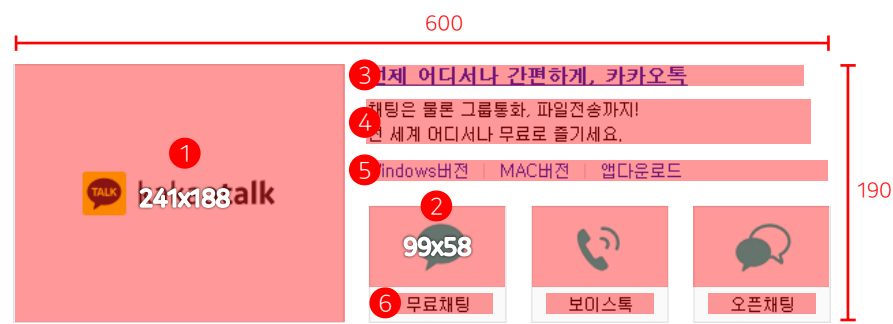 600
3 언제 어디서나 간편하게, 카카오톡
4 채팅은 물론 그룹통화, 파일전송까지!
전 세계 어디서나 무료로 즐기세요.
5 Windows버전 | MAC버전 | 앱다운로드
1
TALK kakaotalk
241x188
190
2
99x58
6 무료채팅 보이스톡 오픈채팅